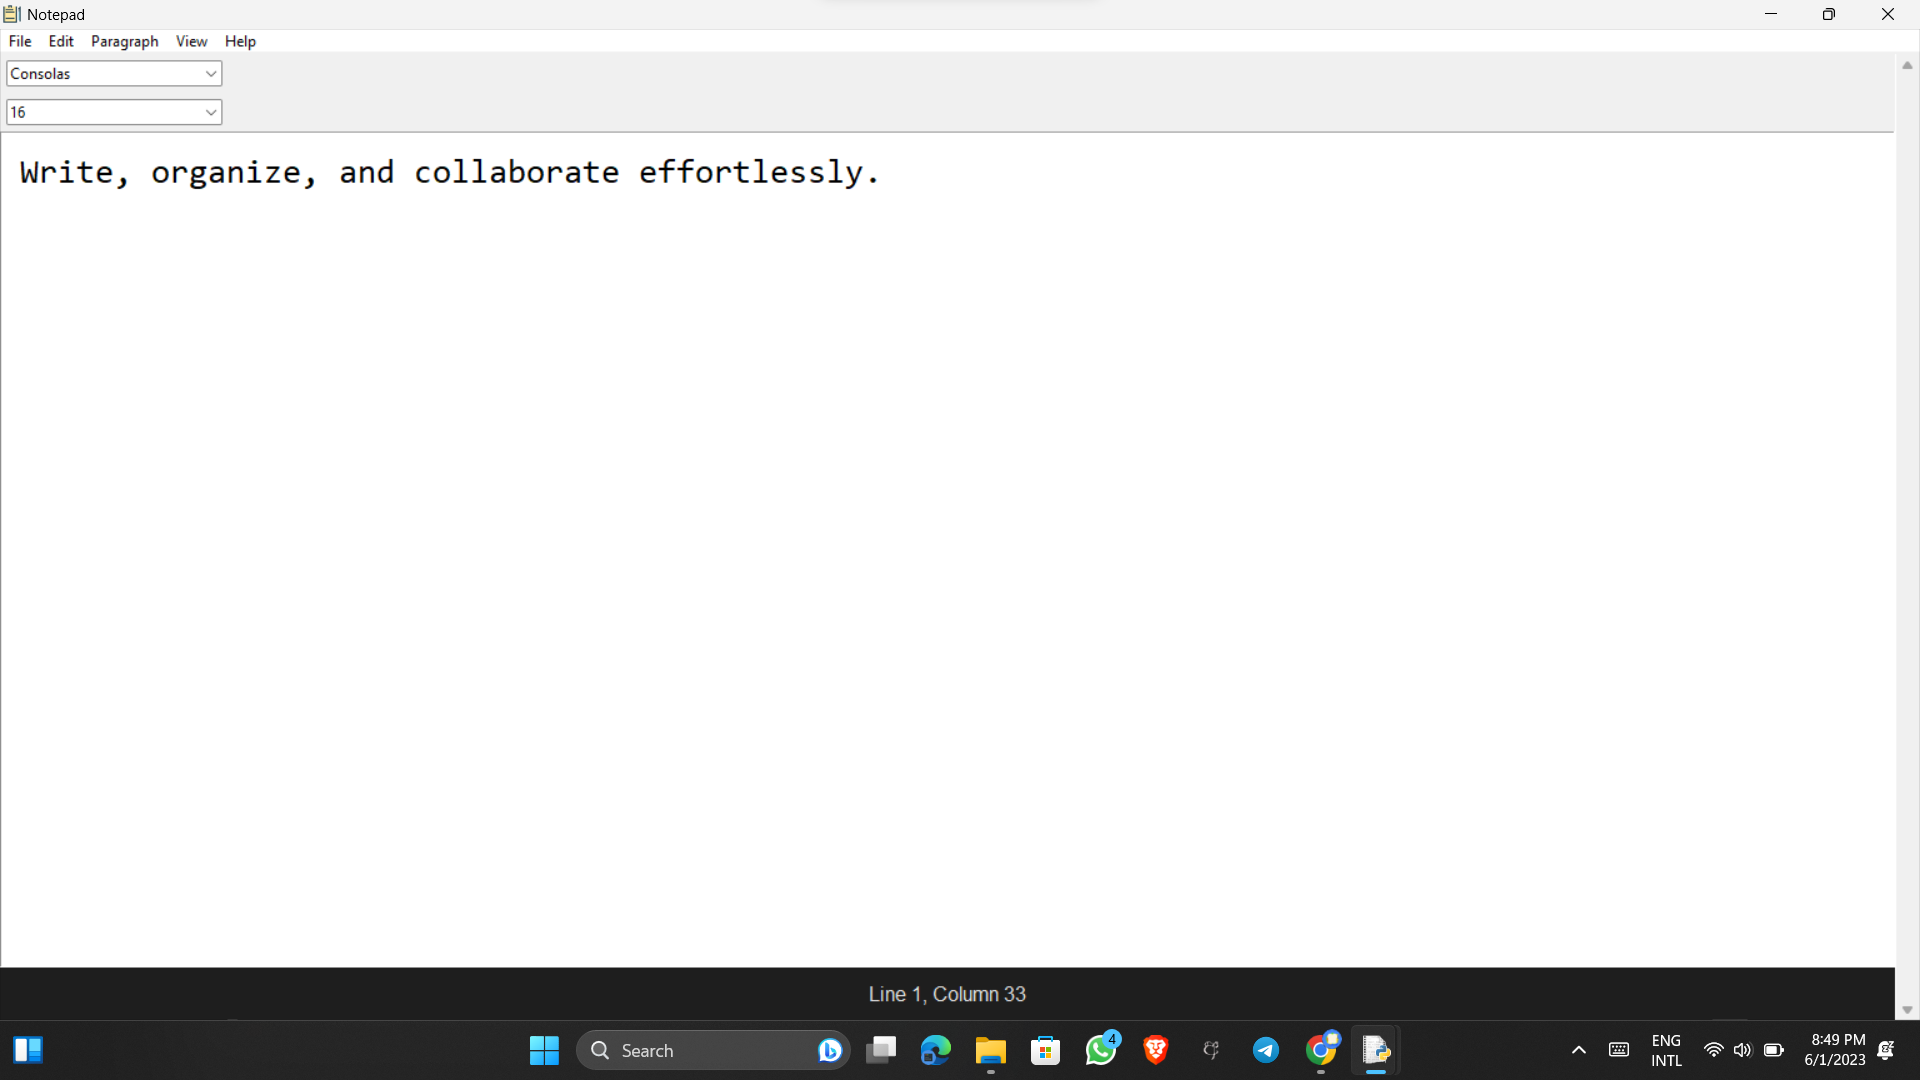 Notepad
File Edit Paragraph View Help
Consolas
16
Write, organize, and collaborate effortlessly.
Line 1, Column 33
Search
4
ENG
INTL
8:49 PM
6/1/2023